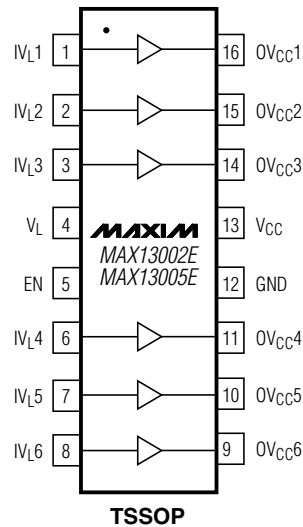 IVL1 1 16 OVCC1
IVL2 2 15 OVCC2
IVL3 3 14 OVCC3
VL 4 MAXIM 13 VCC
MAX13002E
EN 5 MAX13005E 12 GND
IVL4 6 11 OVCC4
IVL5 7 10 OVCC5
IVL6 8 9 OVCC6
TSSOP